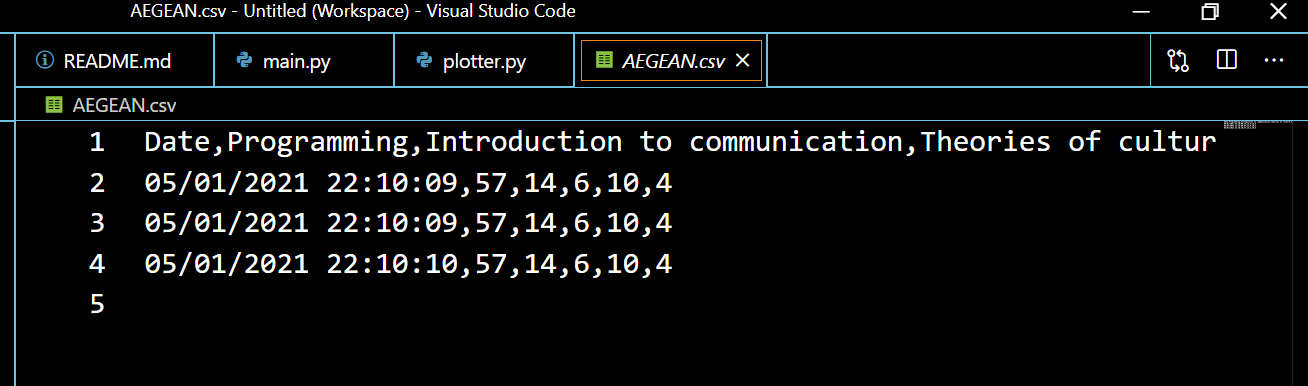 AEGEAN.csv - Untitled (Workspace) - Visual Studio Code
README.md main.py plotter.py AEGEAN.csv
AEGEAN.csv
1 Date,Programming,Introduction to communication,Theories of cultur
2 05/01/2021 22:10:09,57,14,6,10,4
3 05/01/2021 22:10:09,57,14,6,10,4
4 05/01/2021 22:10:10,57,14,6,10,4
5